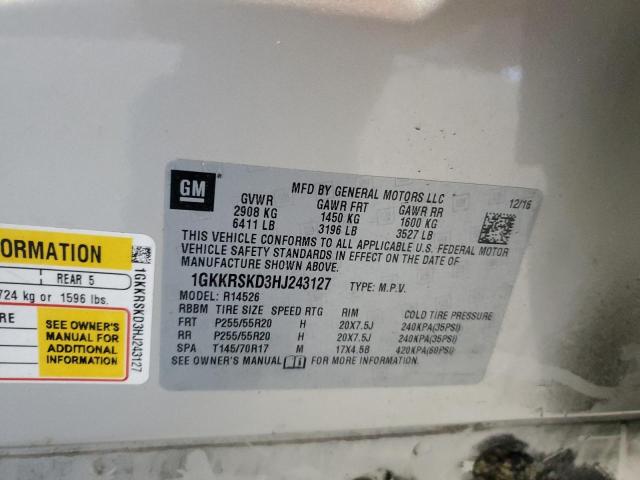 GM
MFD BY GENERAL MOTORS LLC
12/16
GVWR GAWR FRT GAWR RR
2908 KG 1450 KG 1600 KG
6411 LB 3196 LB 3527 LB
THIS VEHICLE CONFORMS TO ALL APPLICABLE U.S. FEDERAL MOTOR
VEHICLE SAFETY STANDARDS IN EFFECT ON THE DATE OF
MANUFACTURE SHOWN ABOVE.
1GKKRSKD3HJ243127 TYPE: M.P.V.
MODEL: R14526
RBBM TIRE SIZE SPEED RTG RIM COLD TIRE PRESSURE
FRT P255/55R20 H 20X7.5J 240KPA(35PSI)
RR P255/55R20 H 20X7.5J 240KPA(35PSI)
SPA T145/70R17 M 17X4.5B 420KPA(60PSI)
SEE OWNER'S MANUAL FOR MORE INFORMATION.
ORMATION
REAR 5
724 kg or 1596 lbs.
RE
SEE OWNER'S
MANUAL FOR
ADDITIONAL
INFORMATION
1GKKRSKD3HJ243127